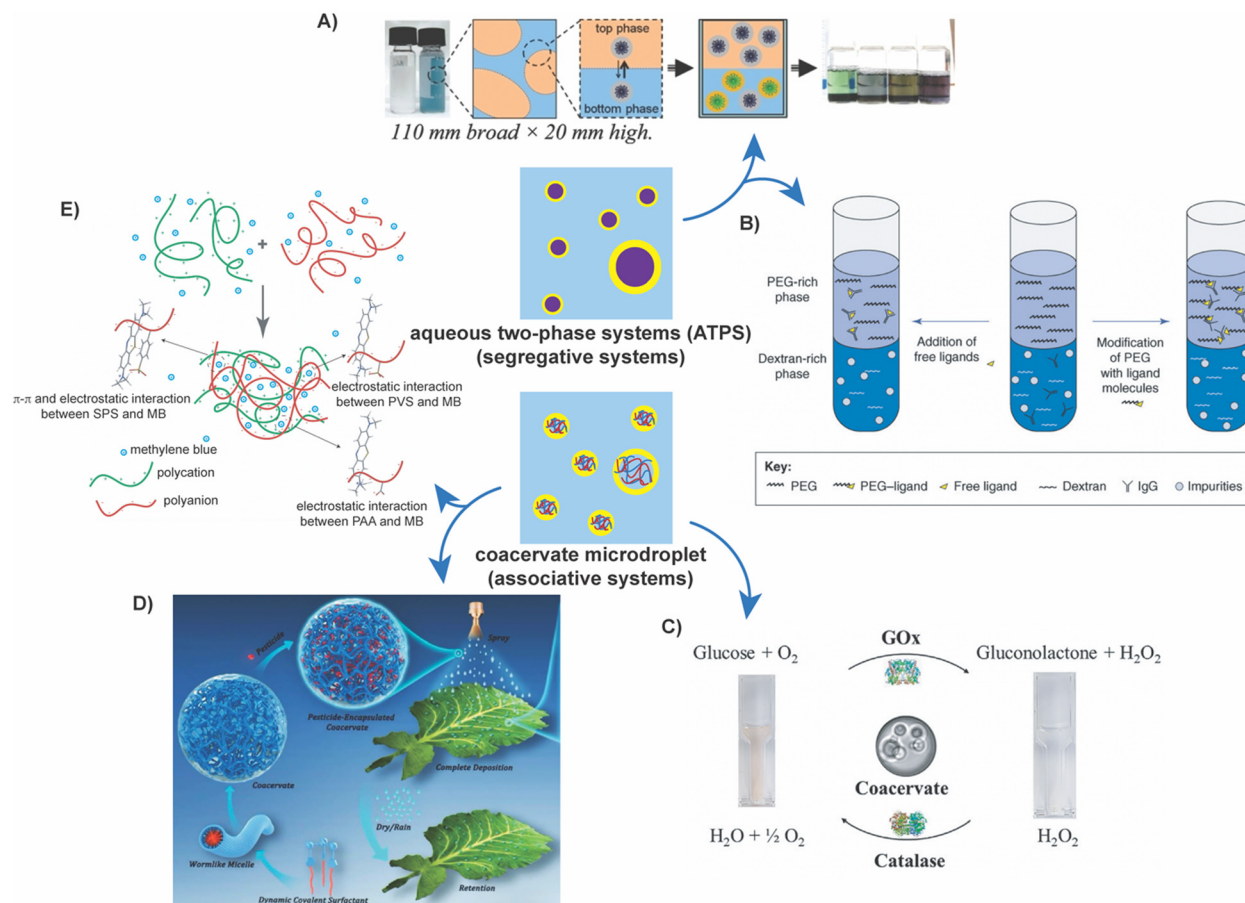 A)
top phase
bottom phase
110 mm broad × 20 mm high.
E)
+
π-π and electrostatic interaction
between SPS and MB
electrostatic interaction
between PVS and MB
methylene blue
polycation
polyanion
electrostatic interaction
between PAA and MB
aqueous two-phase systems (ATPS)
(segregative systems)
coacervate microdroplet
(associative systems)
B)
PEG-rich
phase
Dextran-rich
phase
Addition of
free ligands
Modification
of PEG
with ligand
molecules
Key:
PEG
PEG–ligand
Free ligand
Dextran
IgG
Impurities
D)
Pesticide
Spray
Pesticide-Encapsulated
Coacervate
Complete Deposition
Coacervate
Dry/Rain
Wormlike Micelle
Dynamic Covalent Surfactant
Retention
C)
Glucose + O₂
GOx
Gluconolactone + H₂O₂
Coacervate
H₂O + ½ O₂
Catalase
H₂O₂